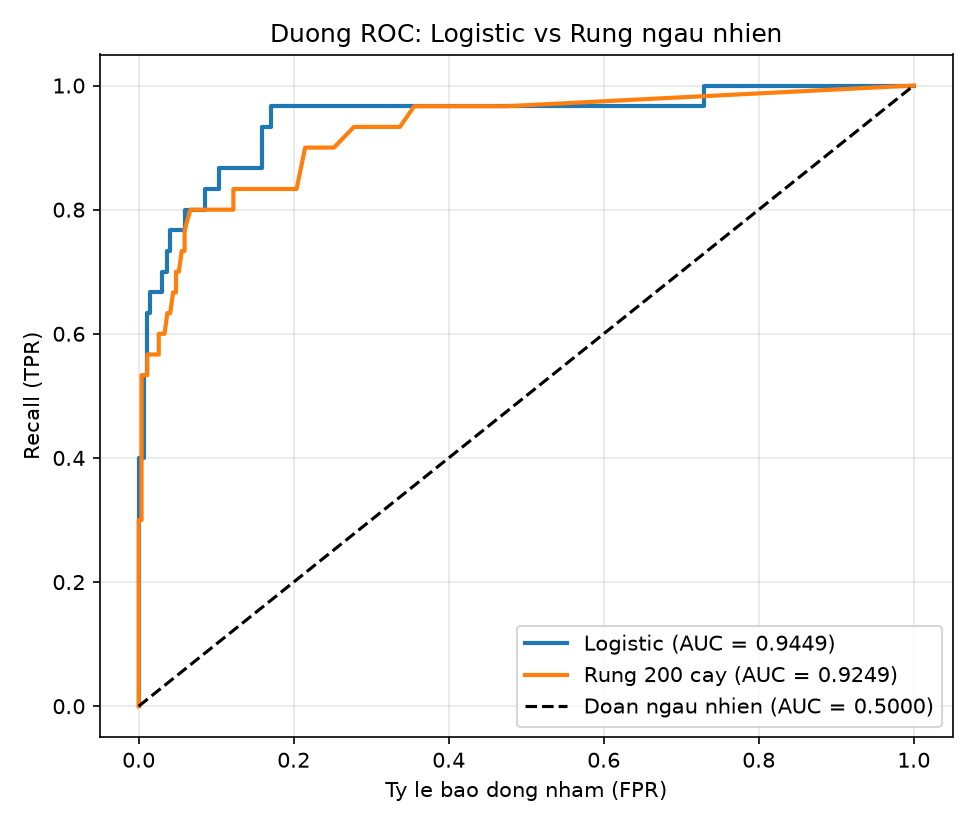 Duong ROC: Logistic vs Rung ngau nhien
1.0
0.8
0.6
0.4
0.2
0.0
Recall (TPR)
Logistic (AUC = 0.9449)
Rung 200 cay (AUC = 0.9249)
Doan ngau nhien (AUC = 0.5000)
0.0 0.2 0.4 0.6 0.8 1.0
Ty le bao dong nham (FPR)